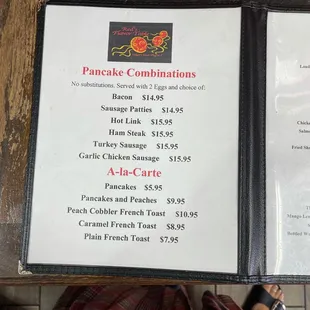 Pancake Combinations
No substitutions. Served with 2 Eggs and choice of:
Bacon $14.95
Sausage Patties $14.95
Hot Link $15.95
Ham Steak $15.95
Turkey Sausage $15.95
Garlic Chicken Sausage $15.95
A-la-Carte
Pancakes $5.95
Pancakes and Peaches $9.95
Peach Cobbler French Toast $10.95
Caramel French Toast $8.95
Plain French Toast $7.95